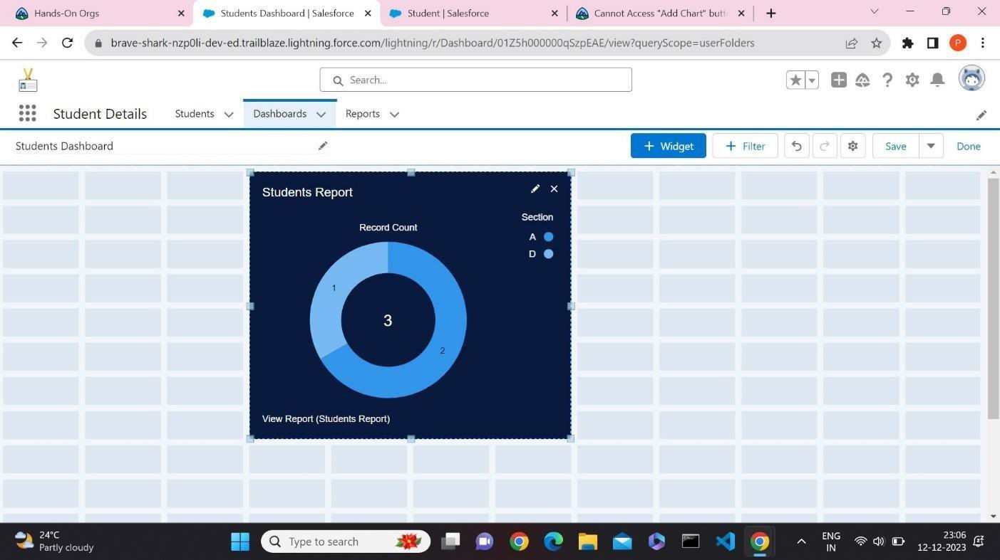 Hands-On Orgs
Students Dashboard | Salesforce
Student | Salesforce
Cannot Access "Add Chart" butt
brave-shark-nzp0li-dev-ed.trailblaze.lightning.force.com/lightning/r/Dashboard/01Z5h000000qSzpEAE/view?queryScope=userFolders
P
Search...
Student Details
Students
Dashboards
Reports
Students Dashboard
+ Widget
+ Filter
Save
Done
Students Report
Section
A
D
Record Count
1
3
2
View Report (Students Report)
24°C
Partly cloudy
Type to search
ENG
IN
23:06
12-12-2023